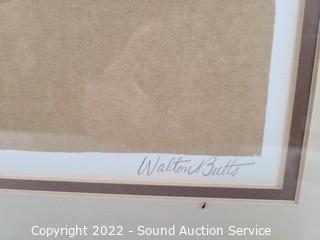 Walton Butts
Copyright 2022 - Sound Auction Service